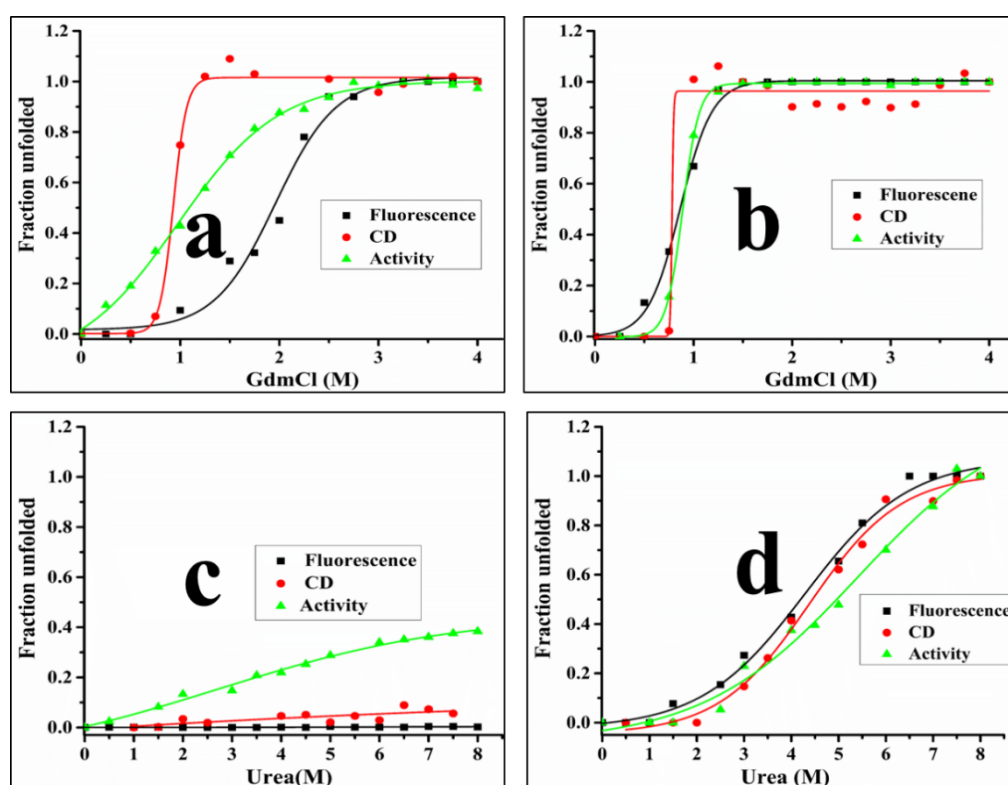 1.2
1.0
0.8
0.6
0.4
0.2
0.0
Fraction unfolded
a
Fluorescence
CD
Activity
0 1 2 3 4
GdmCl (M)
1.2
1.0
0.8
0.6
0.4
0.2
0.0
Fraction unfolded
b
Fluorescene
CD
Activity
0 1 2 3 4
GdmCl (M)
1.2
1.0
0.8
0.6
0.4
0.2
0.0
Fraction unfolded
c
Fluorescence
CD
Activity
0 1 2 3 4 5 6 7 8
Urea(M)
1.2
1.0
0.8
0.6
0.4
0.2
0.0
Fraction unfolded
d
Fluorescence
CD
Activity
0 1 2 3 4 5 6 7 8
Urea (M)